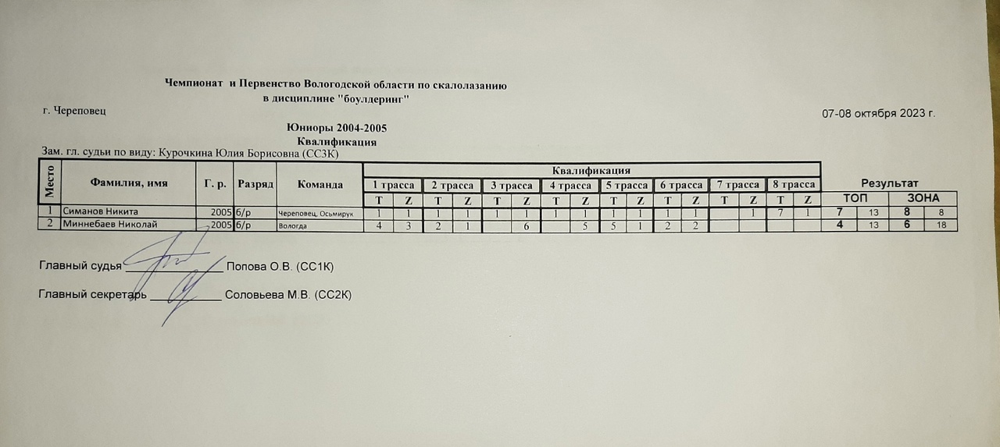 Чемпионат и Первенство Вологодской области по скалолазанию
в дисциплине "боулдеринг"
г. Череповец
07-08 октября 2023 г.
Юниоры 2004-2005
Квалификация
Зам. гл. судьи по виду: Курочкина Юлия Борисовна (СС3К)
Место Фамилия, имя Г. р. Разряд Команда Квалификация Результат
1 трасса 2 трасса 3 трасса 4 трасса 5 трасса 6 трасса 7 трасса 8 трасса
T Z T Z T Z T Z T Z T Z T Z T Z ТОП ЗОНА
1 Симанов Никита 2005 б/р Череповец, Осьмирук 1 1 1 1 1 1 1 1 1 1 1 1 1 7 1 7 13 8 8
2 Миннебаев Николай 2005 б/р Вологда 4 3 2 1 6 5 5 1 2 2 4 13 6 18
Главный судья Попова О.В. (СС1К)
Главный секретарь Соловьева М.В. (СС2К)